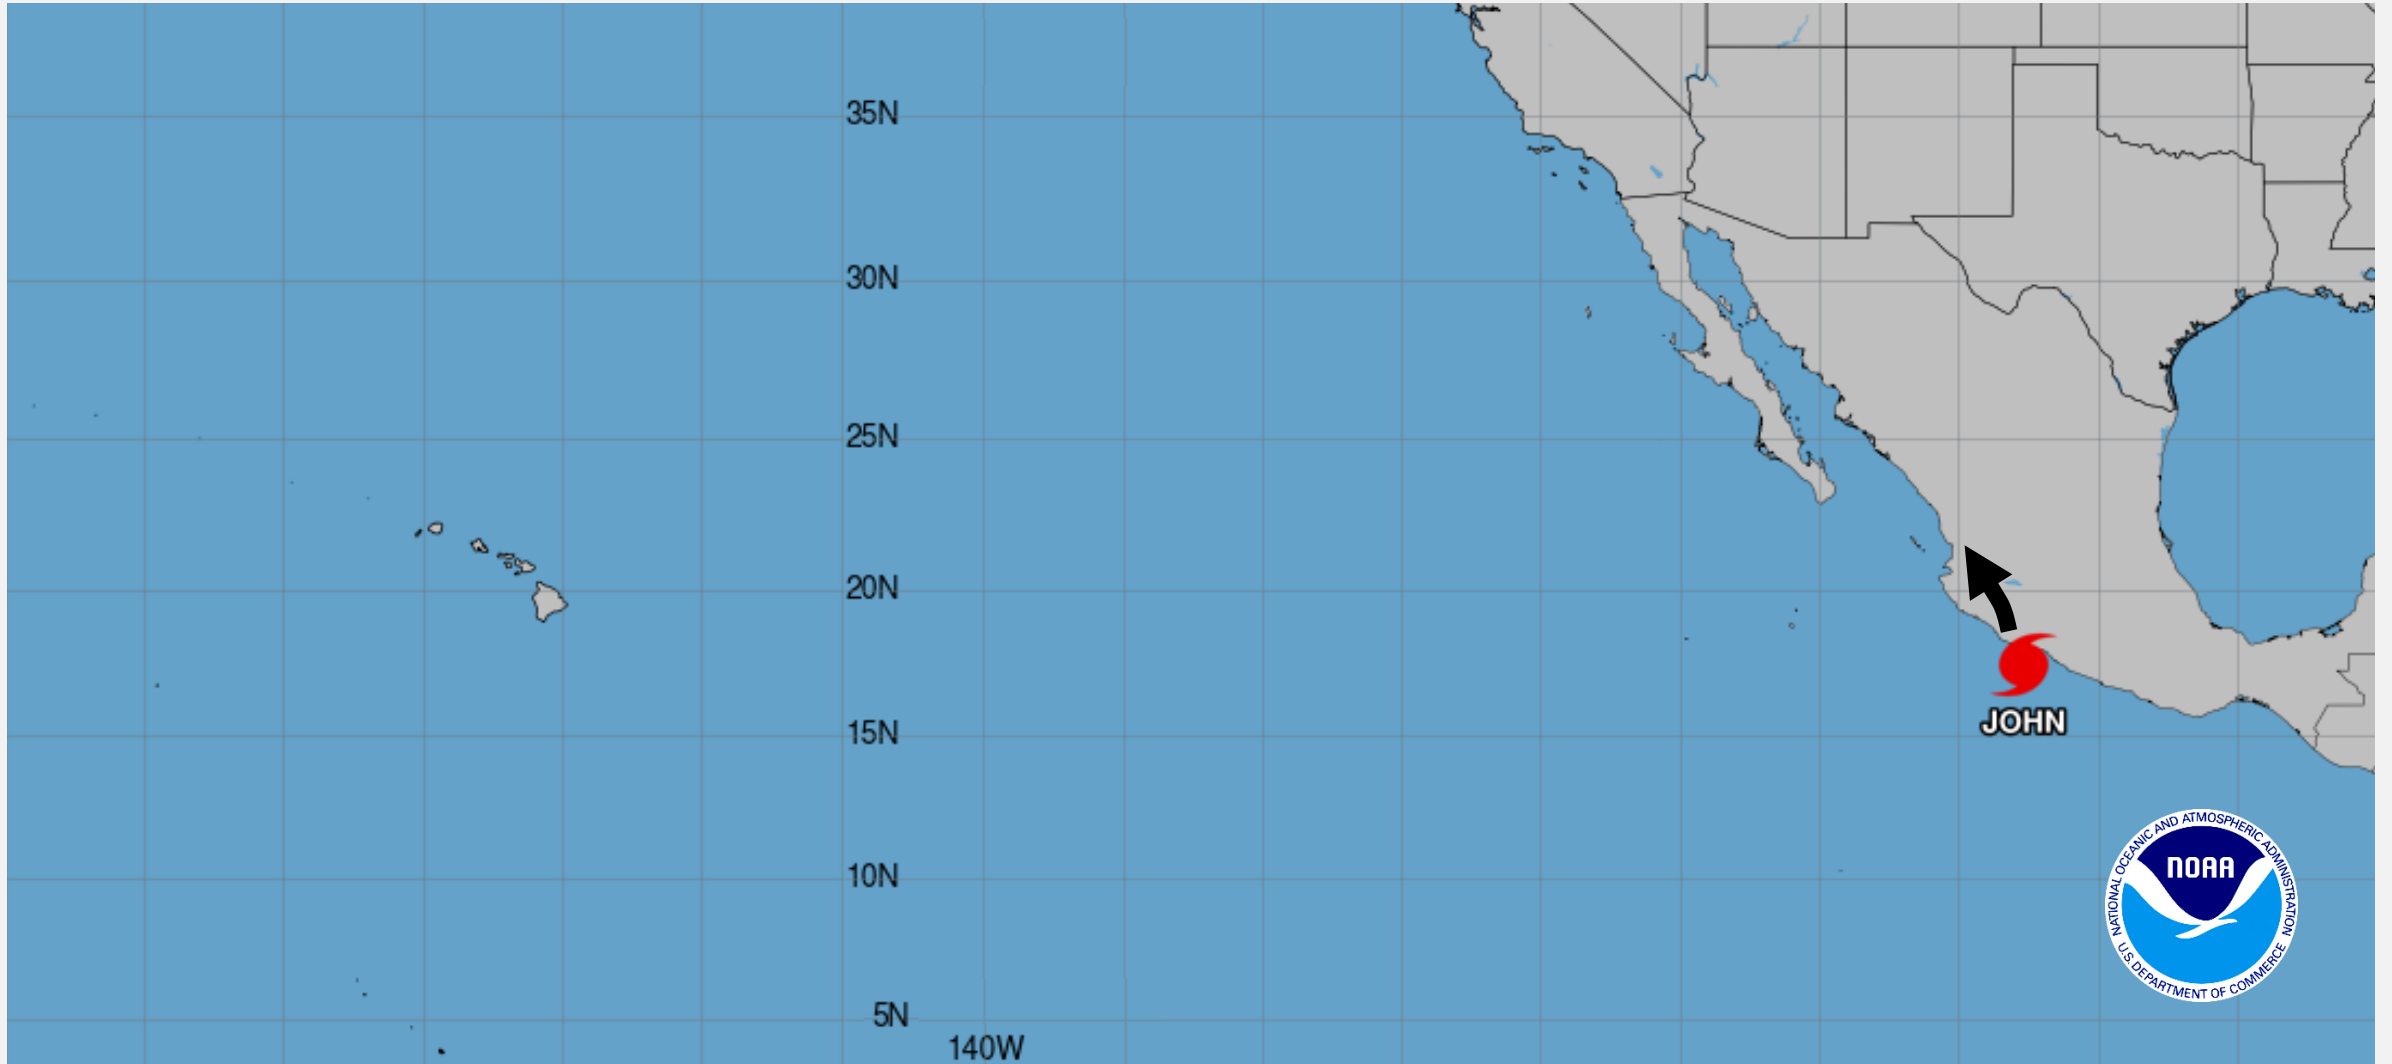 35N
30N
25N
20N
15N
10N
5N
140W
JOHN
NATIONAL OCEANIC AND ATMOSPHERIC ADMINISTRATION
NOAA
U.S. DEPARTMENT OF COMMERCE